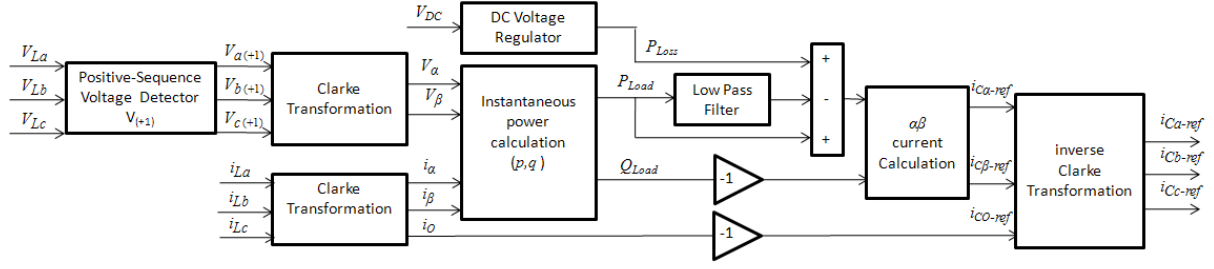 V_DC
DC Voltage
Regulator
P_Loss
V_La
V_Lb
V_Lc
Positive-Sequence
Voltage Detector
V(+1)
V_a(+1)
V_b(+1)
V_c(+1)
Clarke
Transformation
V_α
V_β
Instantaneous
power
calculation
(p,q)
P_Load
Low Pass
Filter
+
-
+
αβ
current
Calculation
i_Cα-ref
i_Cβ-ref
i_CO-ref
inverse
Clarke
Transformation
i_Ca-ref
i_Cb-ref
i_Cc-ref
i_La
i_Lb
i_Lc
Clarke
Transformation
i_α
i_β
i_O
Q_Load
-1
-1